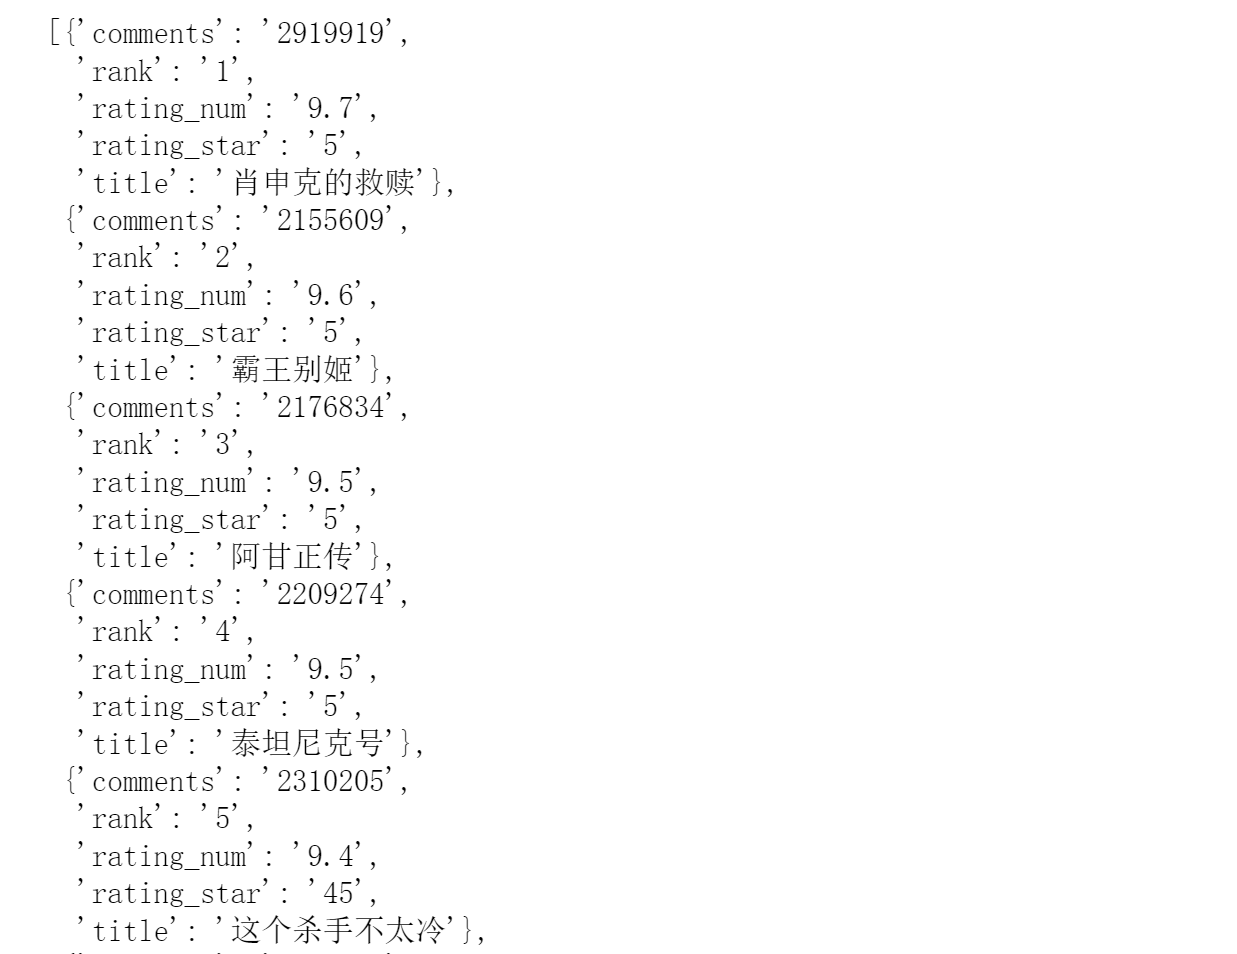 [{'comments': '2919919',
'rank': '1',
'rating_num': '9.7',
'rating_star': '5',
'title': '肖申克的救赎'},
{'comments': '2155609',
'rank': '2',
'rating_num': '9.6',
'rating_star': '5',
'title': '霸王别姬'},
{'comments': '2176834',
'rank': '3',
'rating_num': '9.5',
'rating_star': '5',
'title': '阿甘正传'},
{'comments': '2209274',
'rank': '4',
'rating_num': '9.5',
'rating_star': '5',
'title': '泰坦尼克号'},
{'comments': '2310205',
'rank': '5',
'rating_num': '9.4',
'rating_star': '45',
'title': '这个杀手不太冷'},